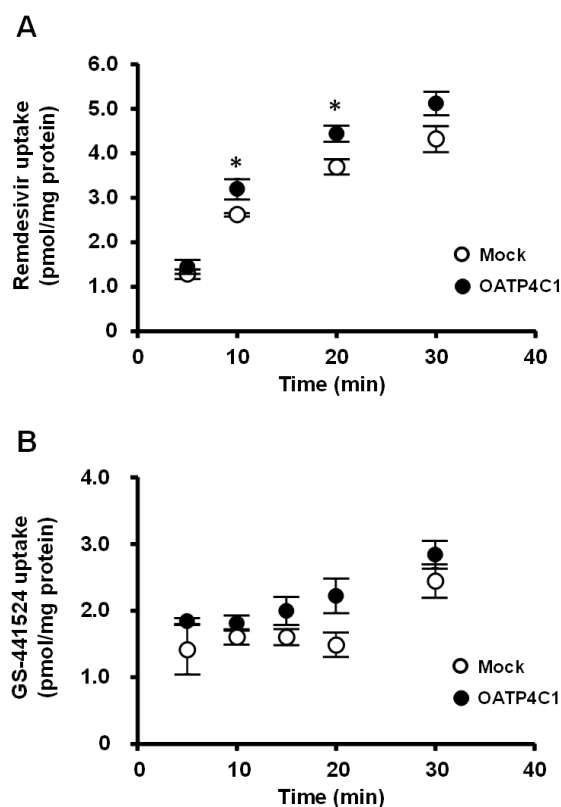 A
Remdesivir uptake
(pmol/mg protein)
6.0
5.0
4.0
3.0
2.0
1.0
0
*
*
Mock
OATP4C1
0
10
20
30
40
Time (min)
B
GS-441524 uptake
(pmol/mg protein)
4.0
3.0
2.0
1.0
0
Mock
OATP4C1
0
10
20
30
40
Time (min)